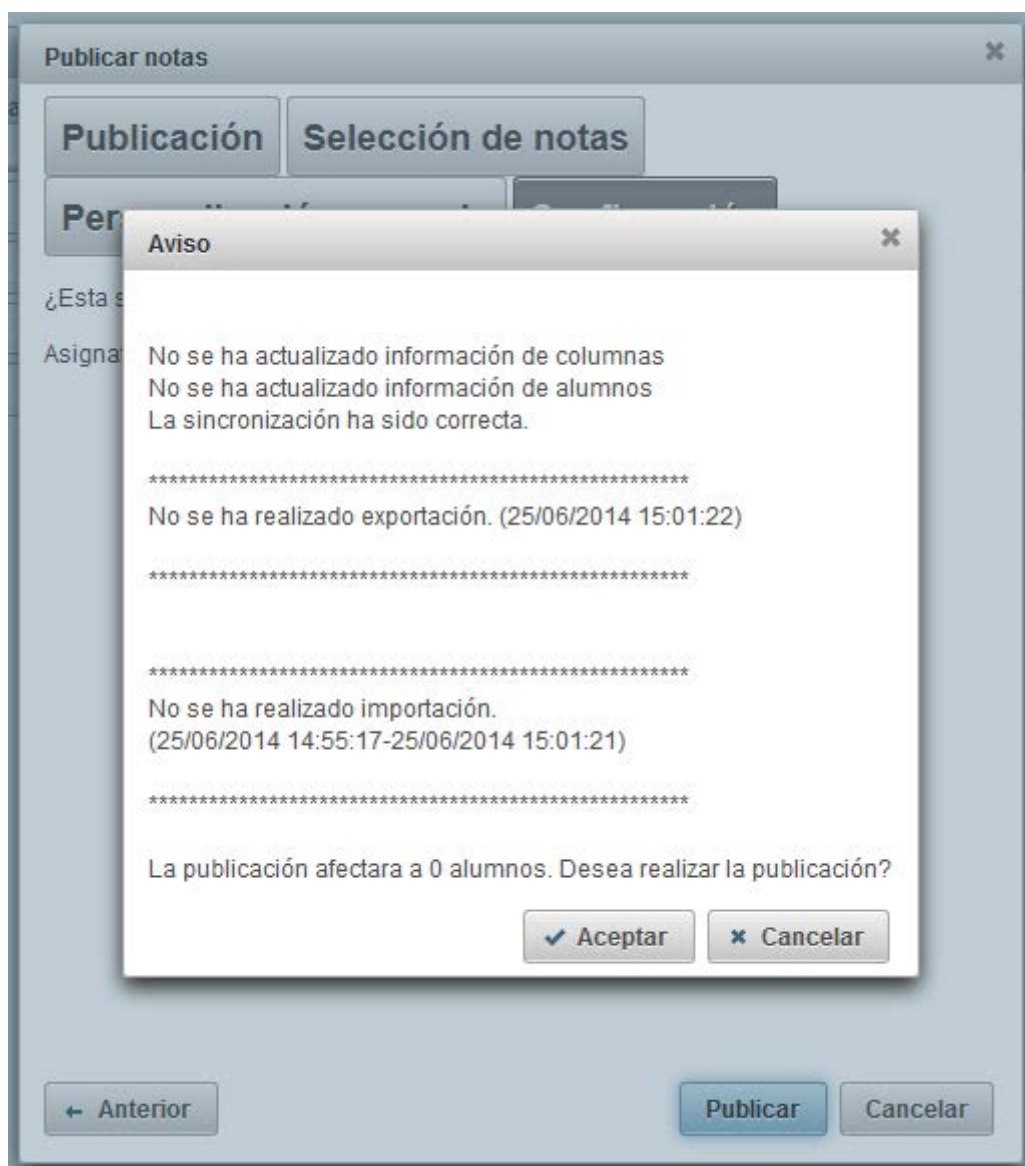 Publicar notas
Publicación
Selección de notas
Aviso
¿Esta
No se ha actualizado información de columnas
No se ha actualizado información de alumnos
La sincronización ha sido correcta.
******************************************************
No se ha realizado exportación. (25/06/2014 15:01:22)
******************************************************
******************************************************
No se ha realizado importación.
(25/06/2014 14:55:17-25/06/2014 15:01:21)
******************************************************
La publicación afectara a 0 alumnos. Desea realizar la publicación?
Aceptar
Cancelar
Anterior
Publicar
Cancelar